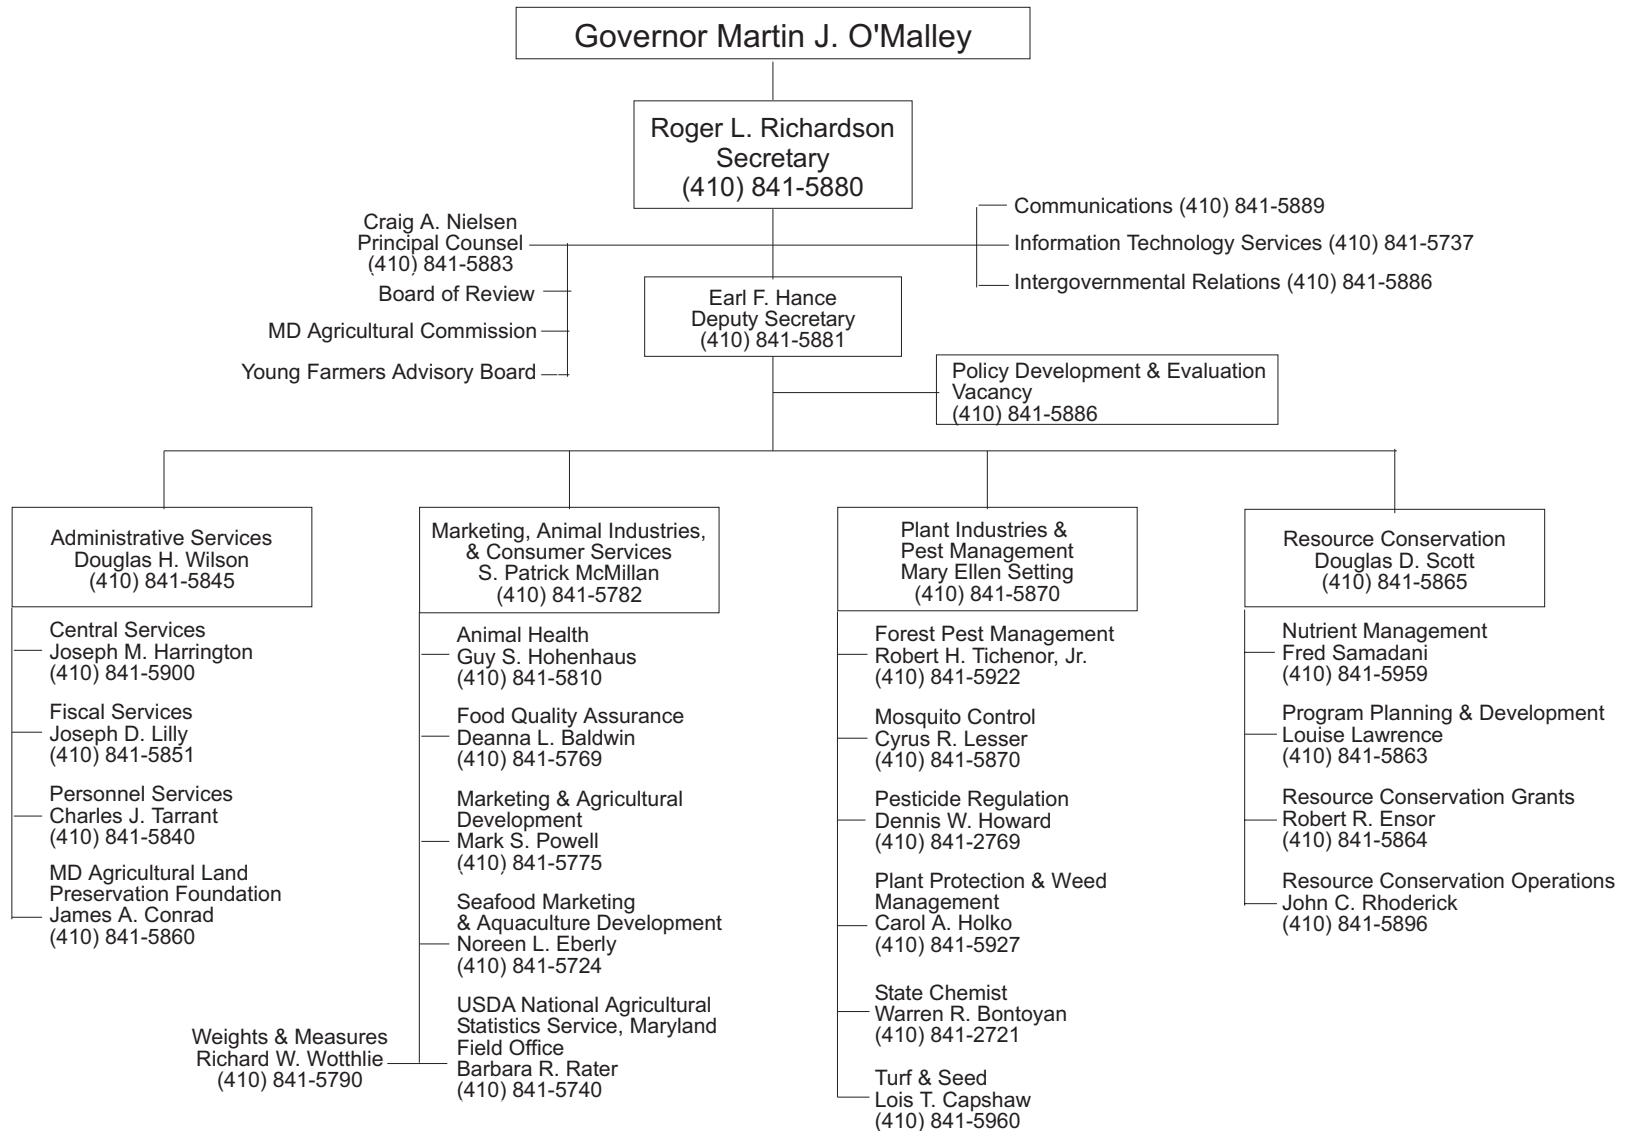 Governor Martin J. O'Malley
Roger L. Richardson
Secretary
(410) 841-5880
Craig A. Nielsen
Principal Counsel
(410) 841-5883
Board of Review
MD Agricultural Commission
Young Farmers Advisory Board
Communications (410) 841-5889
Information Technology Services (410) 841-5737
Intergovernmental Relations (410) 841-5886
Earl F. Hance
Deputy Secretary
(410) 841-5881
Policy Development & Evaluation
Vacancy
(410) 841-5886
Administrative Services
Douglas H. Wilson
(410) 841-5845
Central Services
Joseph M. Harrington
(410) 841-5900
Fiscal Services
Joseph D. Lilly
(410) 841-5851
Personnel Services
Charles J. Tarrant
(410) 841-5840
MD Agricultural Land
Preservation Foundation
James A. Conrad
(410) 841-5860
Marketing, Animal Industries,
& Consumer Services
S. Patrick McMillan
(410) 841-5782
Animal Health
Guy S. Hohenhaus
(410) 841-5810
Food Quality Assurance
Deanna L. Baldwin
(410) 841-5769
Marketing & Agricultural
Development
Mark S. Powell
(410) 841-5775
Seafood Marketing
& Aquaculture Development
Noreen L. Eberly
(410) 841-5724
USDA National Agricultural
Statistics Service, Maryland
Field Office
Barbara R. Rater
(410) 841-5740
Weights & Measures
Richard W. Wotthlie
(410) 841-5790
Plant Industries &
Pest Management
Mary Ellen Setting
(410) 841-5870
Forest Pest Management
Robert H. Tichenor, Jr.
(410) 841-5922
Mosquito Control
Cyrus R. Lesser
(410) 841-5870
Pesticide Regulation
Dennis W. Howard
(410) 841-2769
Plant Protection & Weed
Management
Carol A. Holko
(410) 841-5927
State Chemist
Warren R. Bontoyan
(410) 841-2721
Turf & Seed
Lois T. Capshaw
(410) 841-5960
Resource Conservation
Douglas D. Scott
(410) 841-5865
Nutrient Management
Fred Samadani
(410) 841-5959
Program Planning & Development
Louise Lawrence
(410) 841-5863
Resource Conservation Grants
Robert R. Ensor
(410) 841-5864
Resource Conservation Operations
John C. Rhoderick
(410) 841-5896